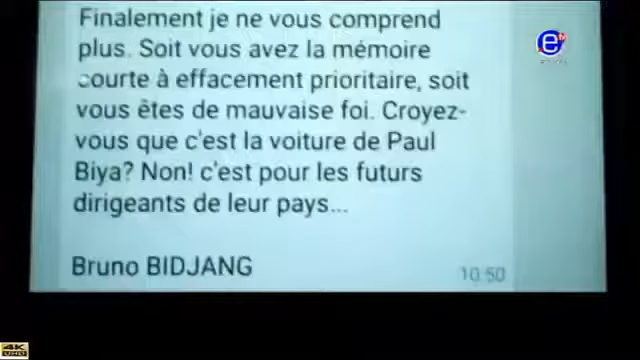 Finalement je ne vous comprend
plus. Soit vous avez la mémoire
courte à effacement prioritaire, soit
vous êtes de mauvaise foi. Croyez-
vous que c'est la voiture de Paul
Biya? Non! c'est pour les futurs
dirigeants de leur pays...
Bruno BIDJANG
10:50
4K
UHD